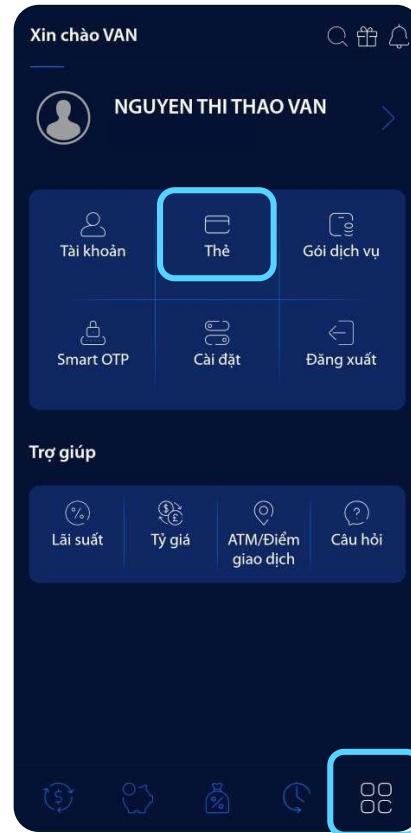 Xin chào VAN
NGUYEN THI THAO VAN
Tài khoản
Thẻ
Gói dịch vụ
Smart OTP
Cài đặt
Đăng xuất
Trợ giúp
Lãi suất
Tỷ giá
ATM/Điểm
giao dịch
Câu hỏi